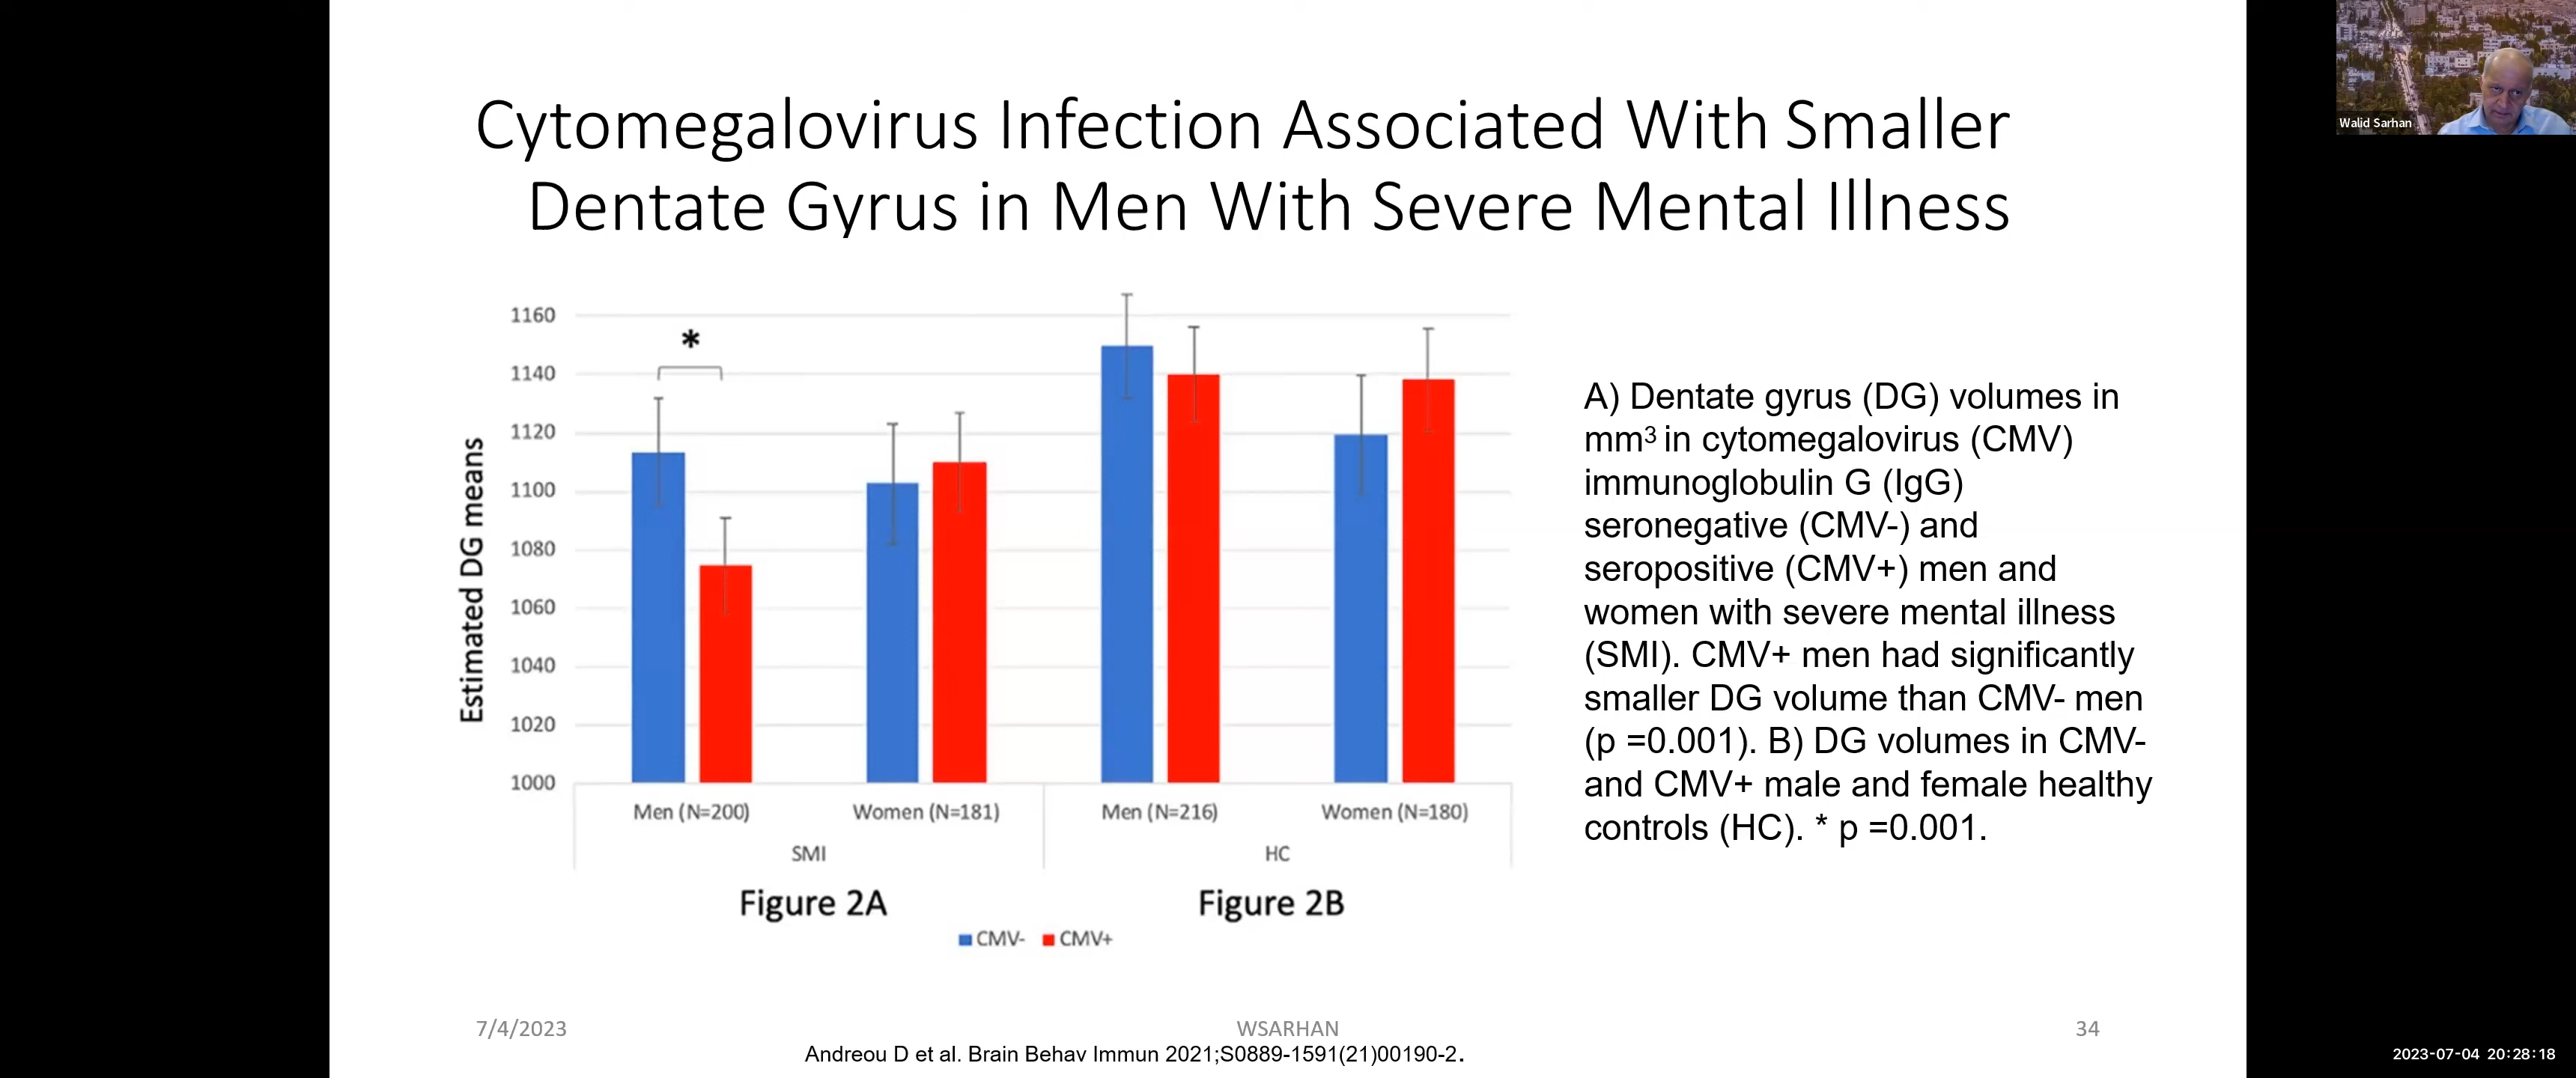 Walid Sarhan
Cytomegalovirus Infection Associated With Smaller
Dentate Gyrus in Men With Severe Mental Illness
Estimated DG means
1160
1140
1120
1100
1080
1060
1040
1020
1000
*
Men (N=200)
Women (N=181)
Men (N=216)
Women (N=180)
SMI
HC
Figure 2A
Figure 2B
CMV-
CMV+
A) Dentate gyrus (DG) volumes in
mm³ in cytomegalovirus (CMV)
immunoglobulin G (IgG)
seronegative (CMV-) and
seropositive (CMV+) men and
women with severe mental illness
(SMI). CMV+ men had significantly
smaller DG volume than CMV- men
(p =0.001). B) DG volumes in CMV-
and CMV+ male and female healthy
controls (HC). * p =0.001.
7/4/2023
WSARHAN
34
Andreou D et al. Brain Behav Immun 2021;S0889-1591(21)00190-2.
2023-07-04 20:28:18